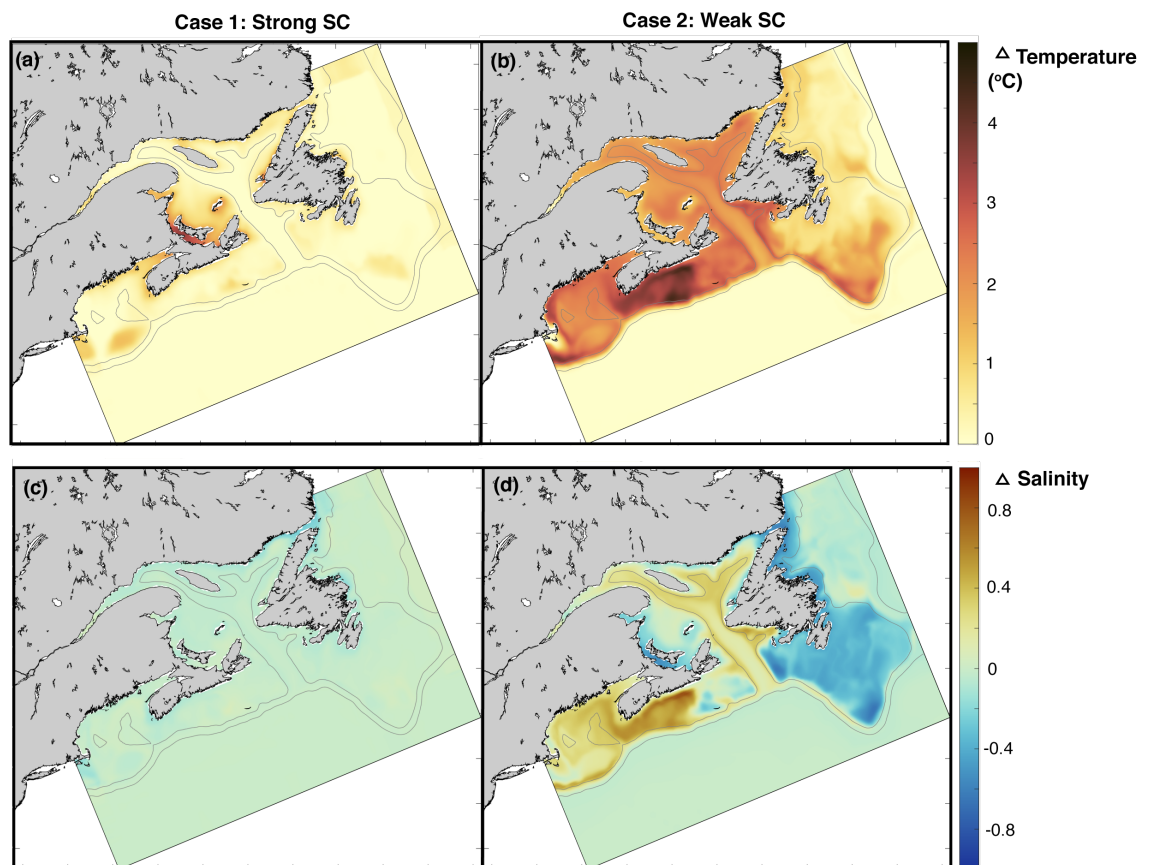 Case 1: Strong SC
Case 2: Weak SC
(a)
(b)
△ Temperature
(°C)
4
3
2
1
0
(c)
(d)
△ Salinity
0.8
0.4
0
-0.4
-0.8